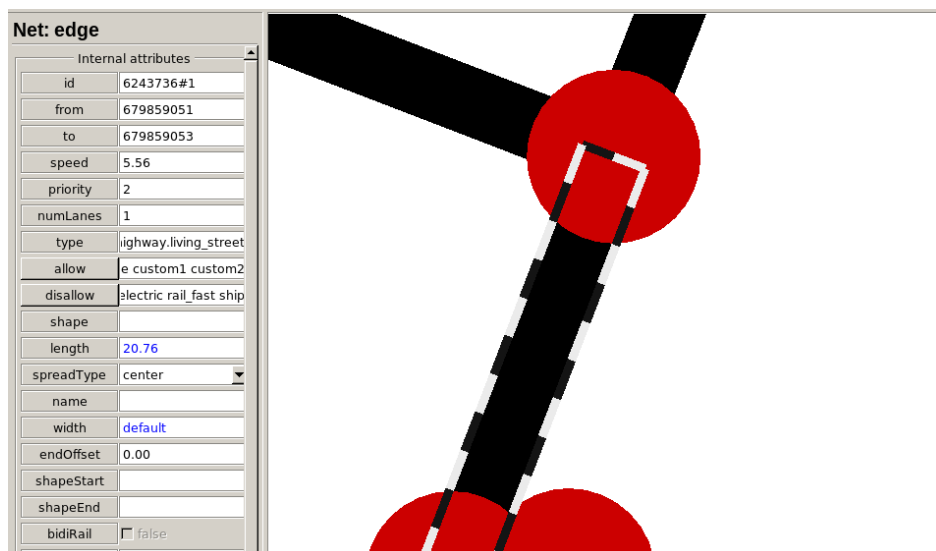 Net: edge
Internal attributes
id 6243736#1
from 679859051
to 679859053
speed 5.56
priority 2
numLanes 1
type highway.living_street
allow e custom1 custom2
disallow electric rail_fast ship
shape
length 20.76
spreadType center
name
width default
endOffset 0.00
shapeStart
shapeEnd
bidiRail false